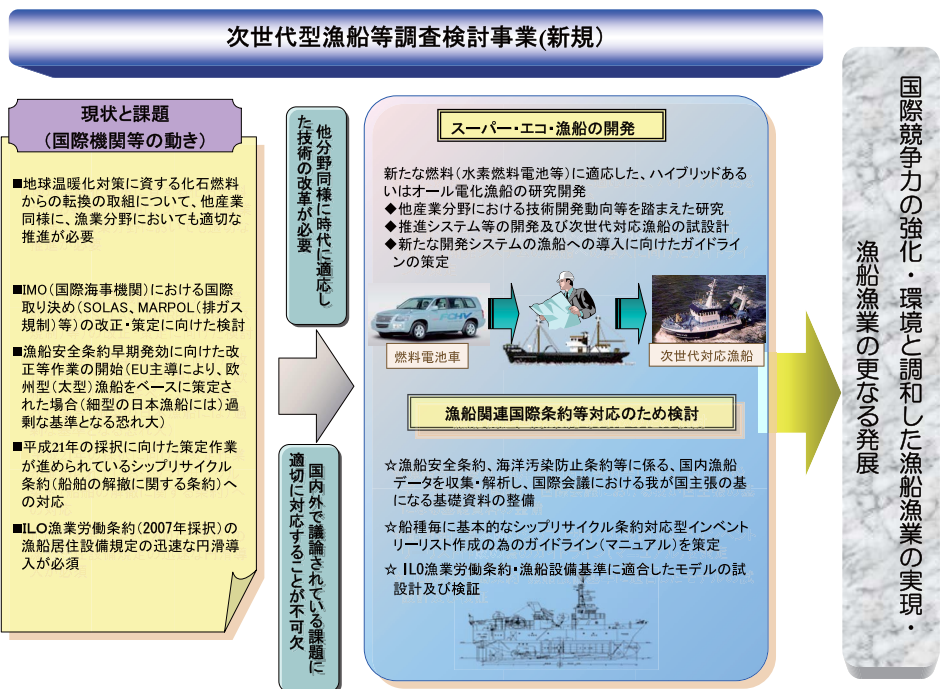 次世代型漁船等調査検討事業(新規）
現状と課題
（国際機関等の動き）
■地球温暖化対策に資する化石燃料
からの転換の取組について、他産業
同様に、漁業分野においても適切な
推進が必要
■IMO（国際海事機関）における国際
取り決め（SOLAS、MARPOL（排ガス
規制）等）の改正・策定に向けた検討
■漁船安全条約早期発効に向けた改
正等作業の開始（EU主導により、欧
州型（太型）漁船をベースに策定さ
れた場合（細型の日本漁船には）過
剰な基準となる恐れ大）
■平成21年の採択に向けた策定作業
が進められているシップリサイクル
条約（船舶の解撤に関する条約）へ
の対応
■ILO漁業労働条約（2007年採択）の
漁船居住設備規定の迅速な円滑導
入が必須
他分野同様に時代に適応し
た技術の改革が必要
国内外で議論されている課題に
適切に対応することが不可欠
スーパー・エコ・漁船の開発
新たな燃料（水素燃料電池等）に適応した、ハイブリッドある
いはオール電化漁船の研究開発
◆他産業分野における技術開発動向等を踏まえた研究
◆推進システム等の開発及び次世代対応漁船の試設計
◆新たな開発システムの漁船への導入に向けたガイドライ
ンの策定
FCHV
燃料電池車
次世代対応漁船
漁船関連国際条約等対応のため検討
☆漁船安全条約、海洋汚染防止条約等に係る、国内漁船
データを収集・解析し、国際会議における我が国主張の基
になる基礎資料の整備
☆船種毎に基本的なシップリサイクル条約対応型インベント
リーリスト作成の為のガイドライン（マニュアル）を策定
☆ ILO漁業労働条約・漁船設備基準に適合したモデルの試
設計及び検証
国際競争力の強化・環境と調和した漁船漁業の実現・
漁船漁業の更なる発展